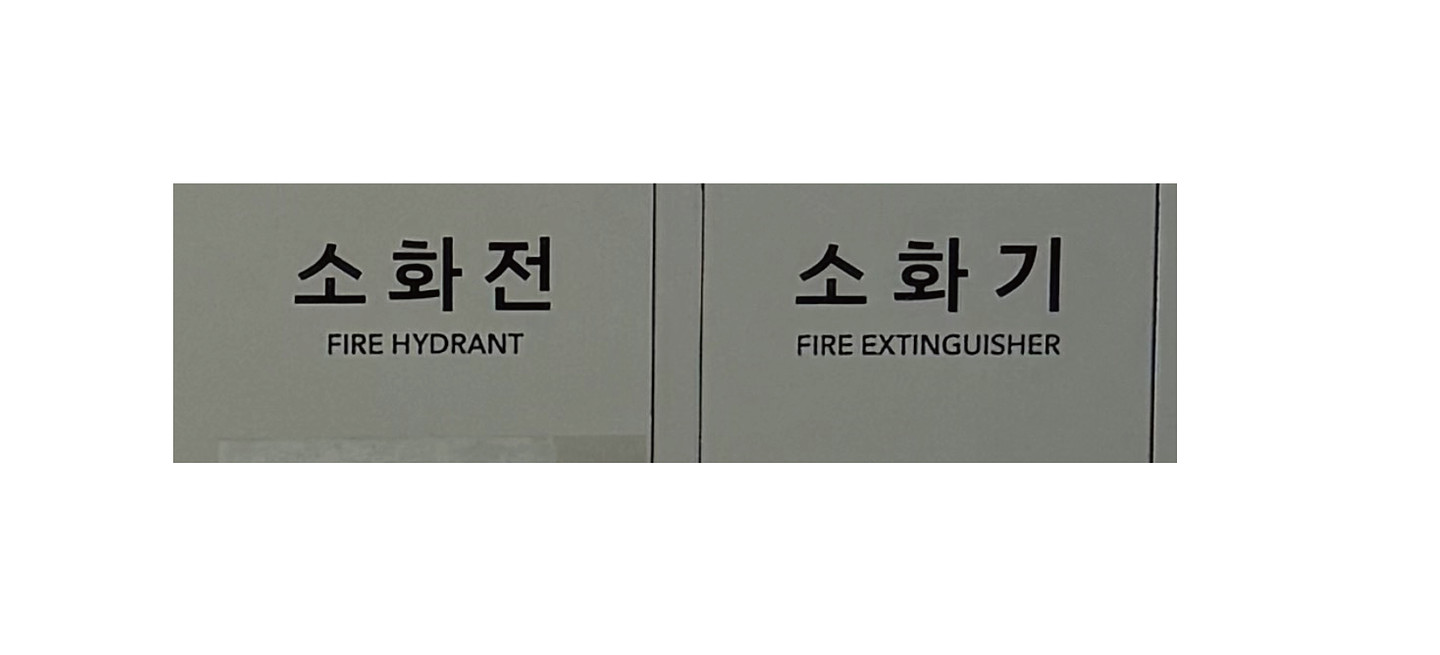 소화전
FIRE HYDRANT
소화기
FIRE EXTINGUISHER